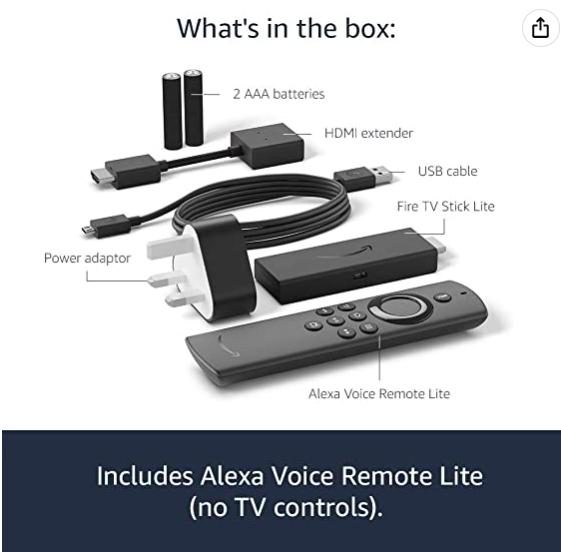 What's in the box:
2 AAA batteries
HDMI extender
USB cable
Fire TV Stick Lite
Power adaptor
Alexa Voice Remote Lite
Includes Alexa Voice Remote Lite
(no TV controls).